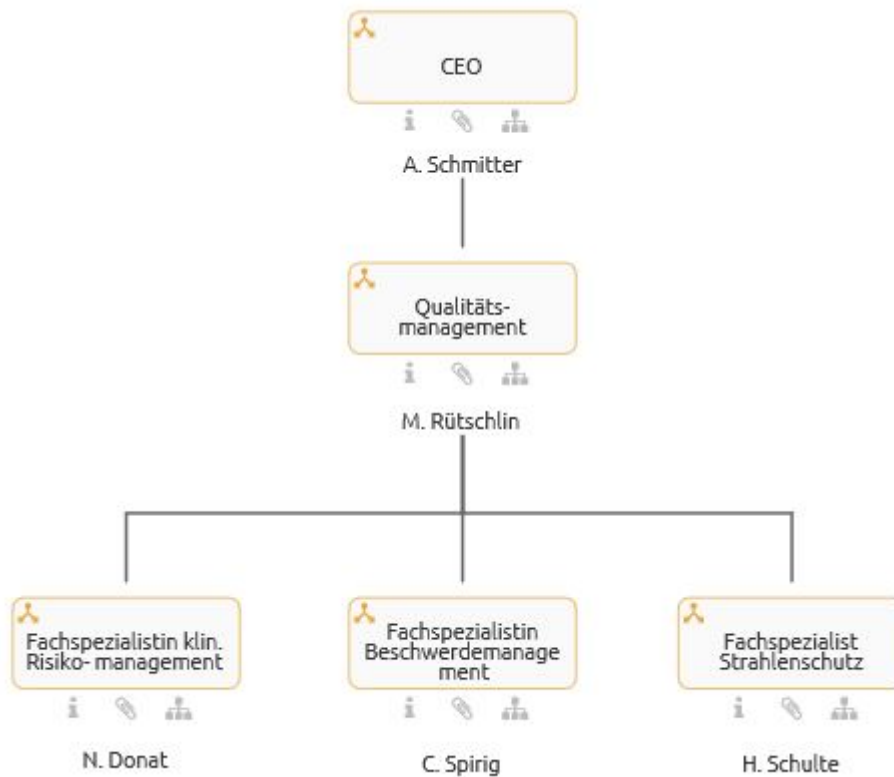 CEO
A. Schmitter
Qualitäts-
management
M. Rütschlin
Fachspezialistin klin.
Risiko- management
N. Donat
Fachspezialistin
Beschwerdemanage
ment
C. Spirig
Fachspezialist
Strahlenschutz
H. Schulte